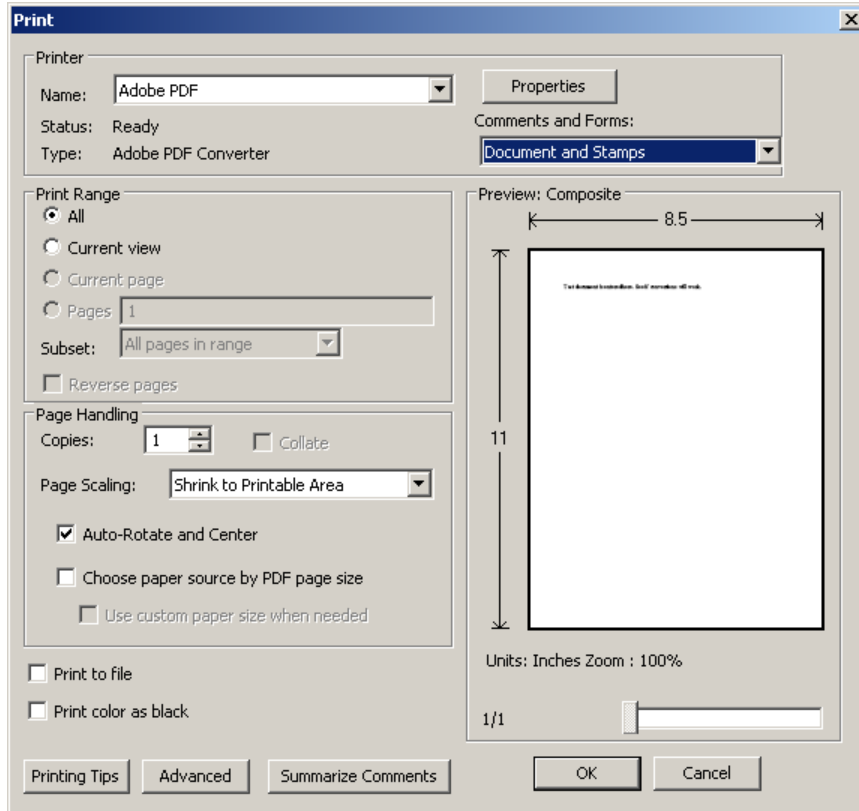 Print
Printer
Name: Adobe PDF Properties
Status: Ready Comments and Forms:
Type: Adobe PDF Converter Document and Stamps
Print Range
All
Current view
Current page
Pages 1
Subset: All pages in range
Reverse pages
Page Handling
Copies: 1 Collate
Page Scaling: Shrink to Printable Area
Auto-Rotate and Center
Choose paper source by PDF page size
Use custom paper size when needed
Print to file
Print color as black
Preview: Composite
8.5
11
Units: Inches Zoom : 100%
1/1
Printing Tips Advanced Summarize Comments OK Cancel